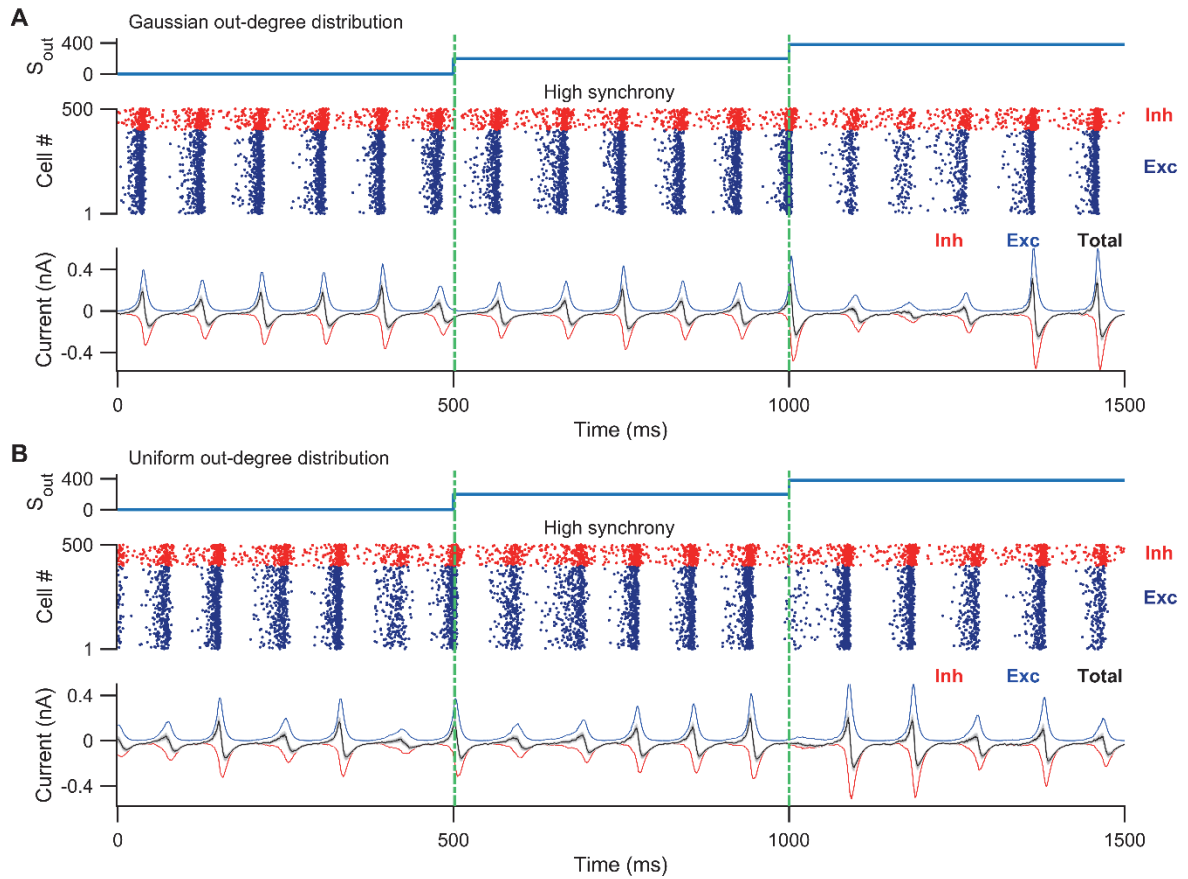 A
Gaussian out-degree distribution
S_out
400
0
High synchrony
500
Cell #
1
Inh
Exc
Inh Exc Total
Current (nA)
0.4
0
-0.4
0 500 1000 1500
Time (ms)
B
Uniform out-degree distribution
S_out
400
0
High synchrony
500
Cell #
1
Inh
Exc
Inh Exc Total
Current (nA)
0.4
0
-0.4
0 500 1000 1500
Time (ms)